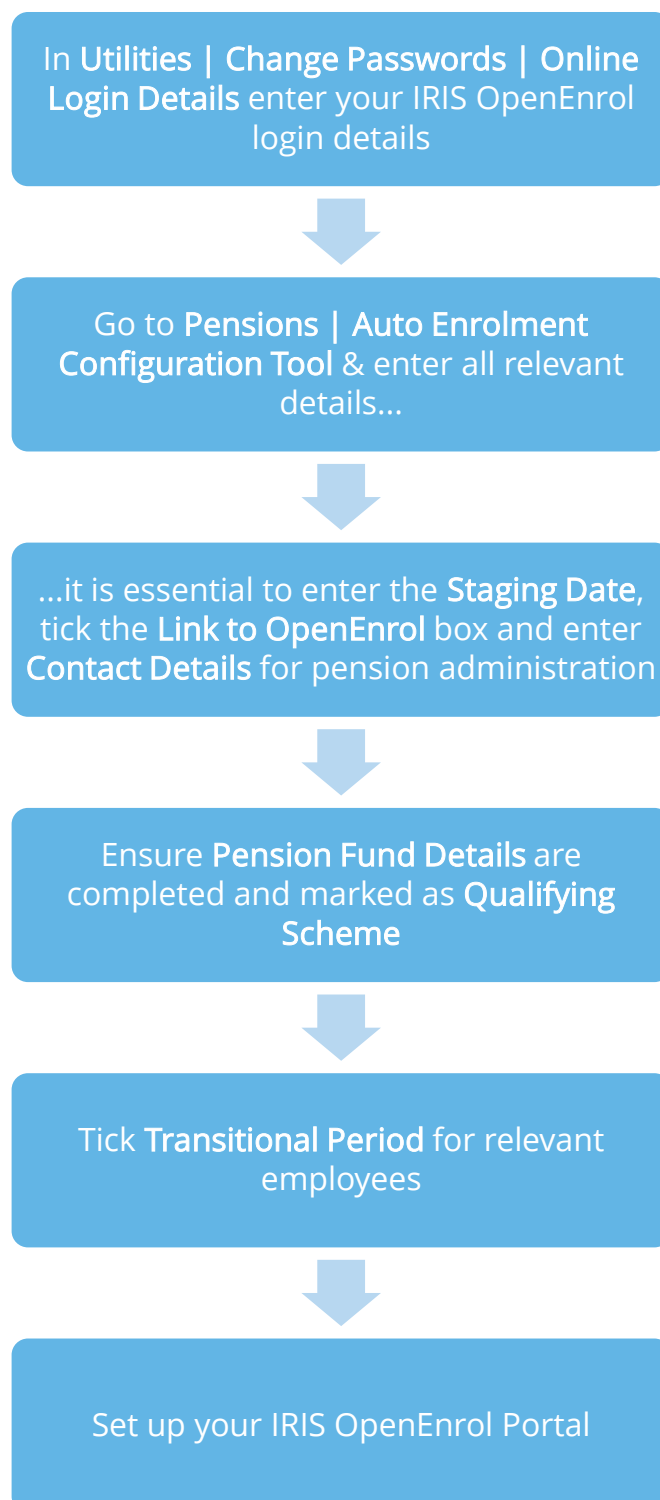 In Utilities | Change Passwords | Online
Login Details enter your IRIS OpenEnrol
login details
Go to Pensions | Auto Enrolment
Configuration Tool & enter all relevant
details...
...it is essential to enter the Staging Date,
tick the Link to OpenEnrol box and enter
Contact Details for pension administration
Ensure Pension Fund Details are
completed and marked as Qualifying
Scheme
Tick Transitional Period for relevant
employees
Set up your IRIS OpenEnrol Portal